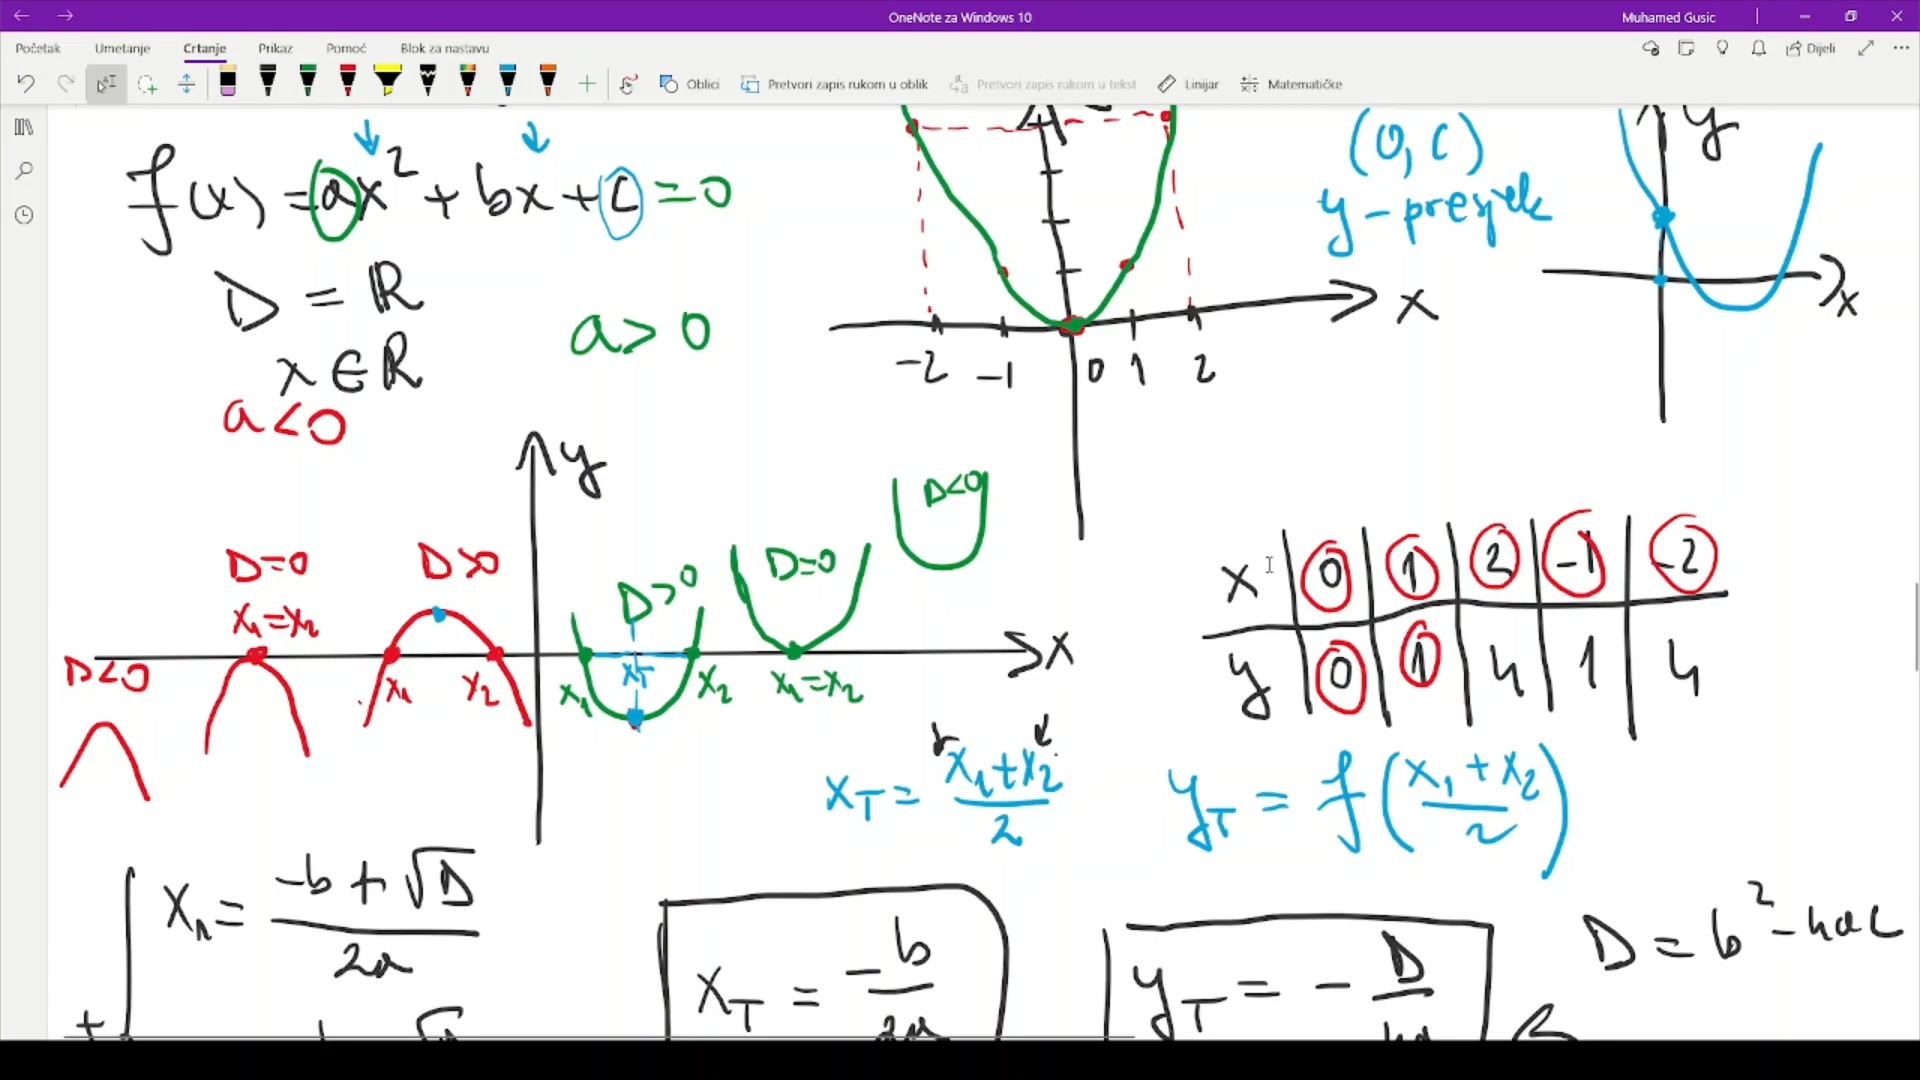 OneNote za Windows 10
Muhamed Gusic
Početak Umetanje Crtanje Prikaz Pomoć Blok za nastavu
Dijeli
Oblici Pretvori zapis rukom u oblik Pretvori zapis rukom u tekst Linijar Matematičke
f(x) = ax² + bx + c = 0
D = ℝ
x ∈ ℝ
a > 0
a < 0
-2 -1 0 1 2
x
(0, c)
y - presjek
y
x
y
x
D<0
D=0
x₁=x₂
D>0
x₁ x₂
D>0
x₁ xT x₂
D=0
x₁=x₂
D<0
x 0 1 2 -1 -2
y 0 1 4 1 4
xT = (x₁+x₂)/2
yT = f((x₁+x₂)/2)
x₁ = (-b+√D)/2a
xT = -b/2a
yT = -D/4a
D = b²-4ac
+